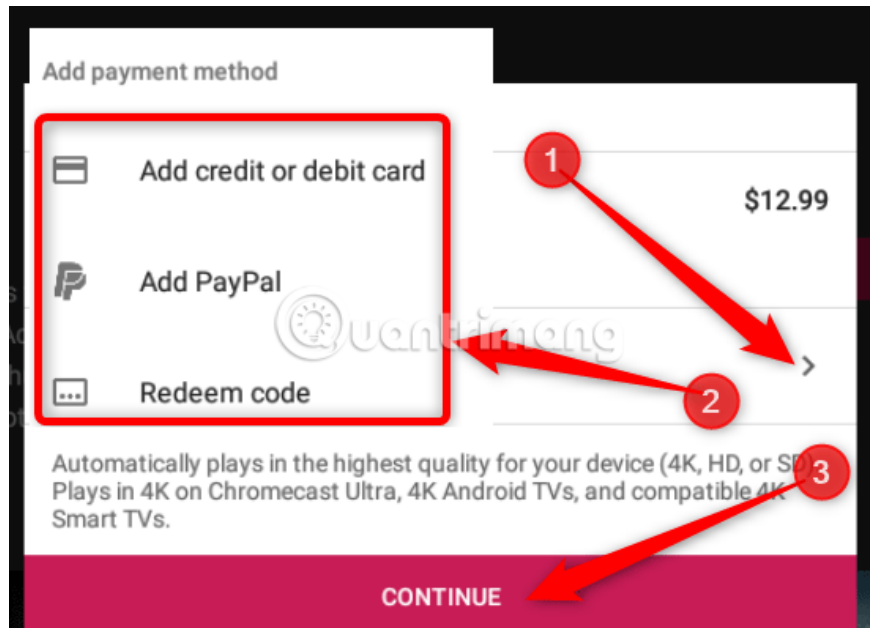 Add payment method
Add credit or debit card
1
$12.99
Add PayPal
Quantrimang
2
Redeem code
Automatically plays in the highest quality for your device (4K, HD, or SD)
3
Plays in 4K on Chromecast Ultra, 4K Android TVs, and compatible 4K
Smart TVs.
CONTINUE